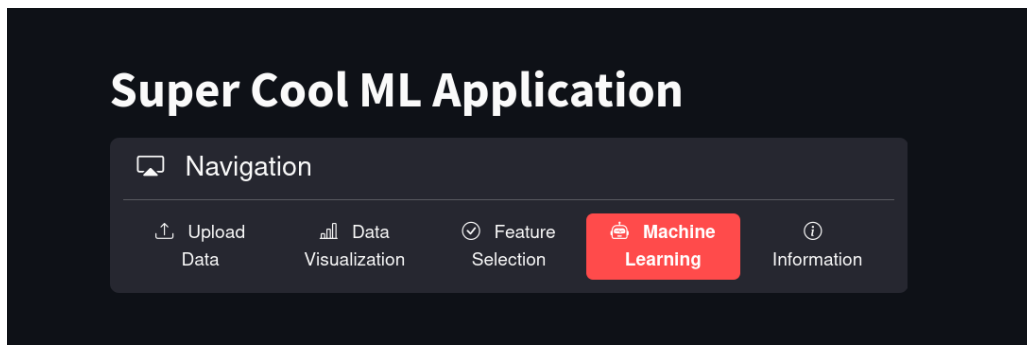 Super Cool ML Application
Navigation
Upload Data
Data Visualization
Feature Selection
Machine Learning
Information